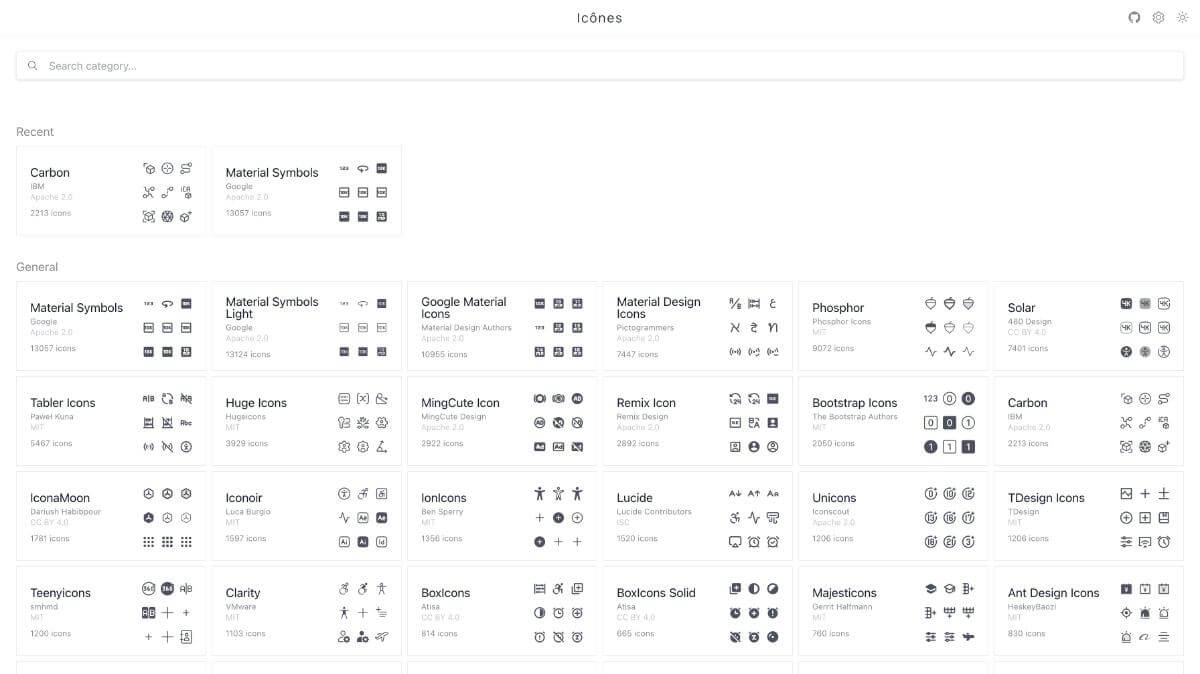 Icônes
Search category...
Recent
Carbon
IBM
Apache 2.0
2213 icons
Material Symbols
Google
Apache 2.0
13057 icons
General
Material Symbols
Google
Apache 2.0
13057 icons
Material Symbols
Light
Google
Apache 2.0
13124 icons
Google Material
Icons
Material Design Authors
Apache 2.0
10955 icons
Material Design
Icons
Pictogrammers
Apache 2.0
7447 icons
Phosphor
Phosphor Icons
MIT
9072 icons
Solar
480 Design
CC BY 4.0
7401 icons
Tabler Icons
Paweł Kuna
MIT
5467 icons
Huge Icons
Hugeicons
MIT
3929 icons
MingCute Icon
MingCute Design
Apache 2.0
2922 icons
Remix Icon
Remix Design
Apache 2.0
2892 icons
Bootstrap Icons
The Bootstrap Authors
MIT
2050 icons
Carbon
IBM
Apache 2.0
2213 icons
IconaMoon
Dariush Habibpour
CC BY 4.0
1781 icons
Iconoir
Luca Burgio
MIT
1597 icons
IonIcons
Ben Sperry
MIT
1356 icons
Lucide
Lucide Contributors
ISC
1520 icons
Unicons
Iconscout
Apache 2.0
1206 icons
TDesign Icons
TDesign
MIT
1206 icons
Teenyicons
smhmd
MIT
1200 icons
Clarity
VMware
MIT
1103 icons
BoxIcons
Atisa
CC BY 4.0
814 icons
BoxIcons Solid
Atisa
CC BY 4.0
665 icons
Majesticons
Gerrit Halfmann
MIT
760 icons
Ant Design Icons
HeskeyBaozi
MIT
830 icons